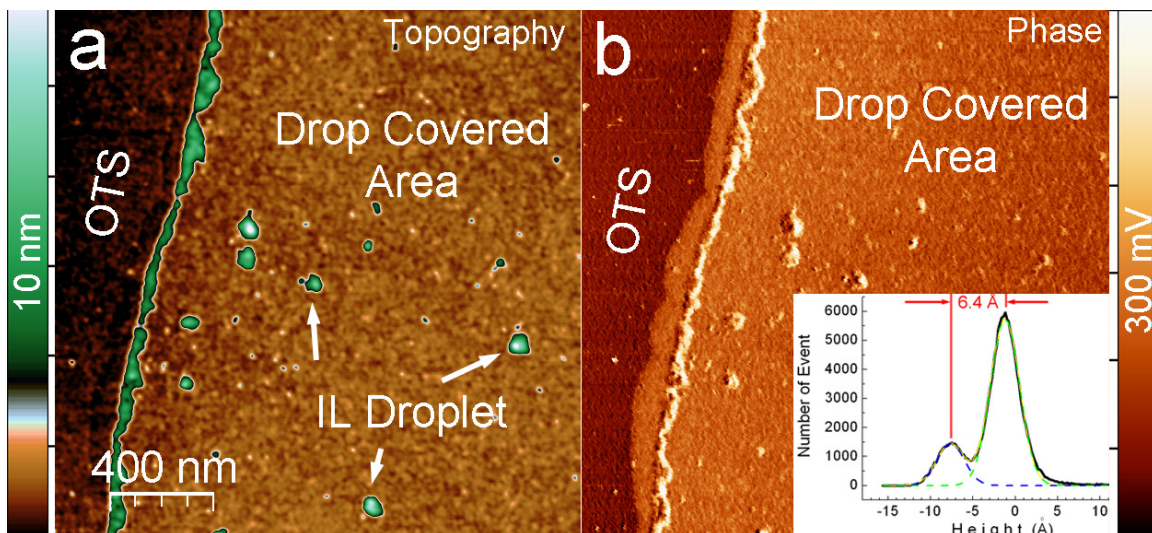 a
Topography
Drop Covered
Area
OTS
10 nm
IL Droplet
400 nm
b
Phase
Drop Covered
Area
OTS
300 mV
6.4 Å
6000
5000
4000
3000
2000
1000
0
Number of Event
-15
-10
-5
0
5
10
Height (Å)